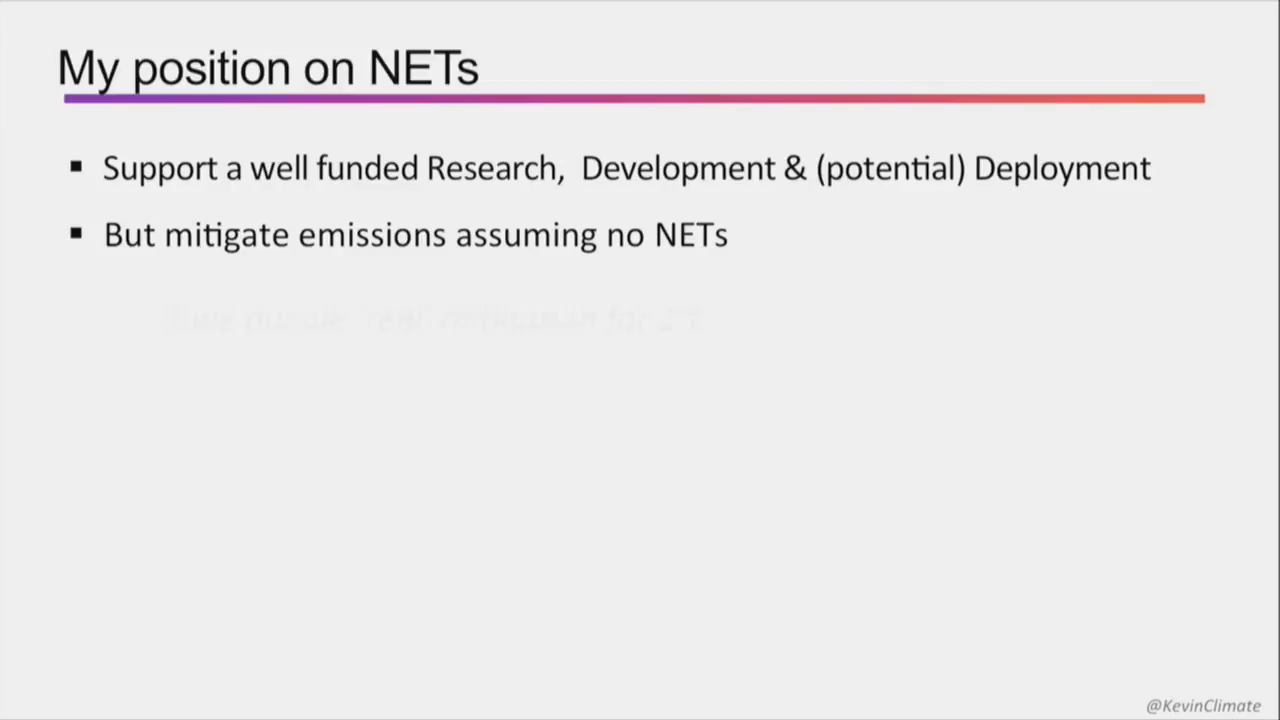 My position on NETs
▪ Support a well funded Research, Development & (potential) Deployment
▪ But mitigate emissions assuming no NETs
@KevinClimate